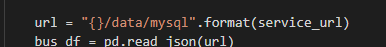 url = "{}/data/mysql".format(service_url)
bus_df = pd.read_json(url)